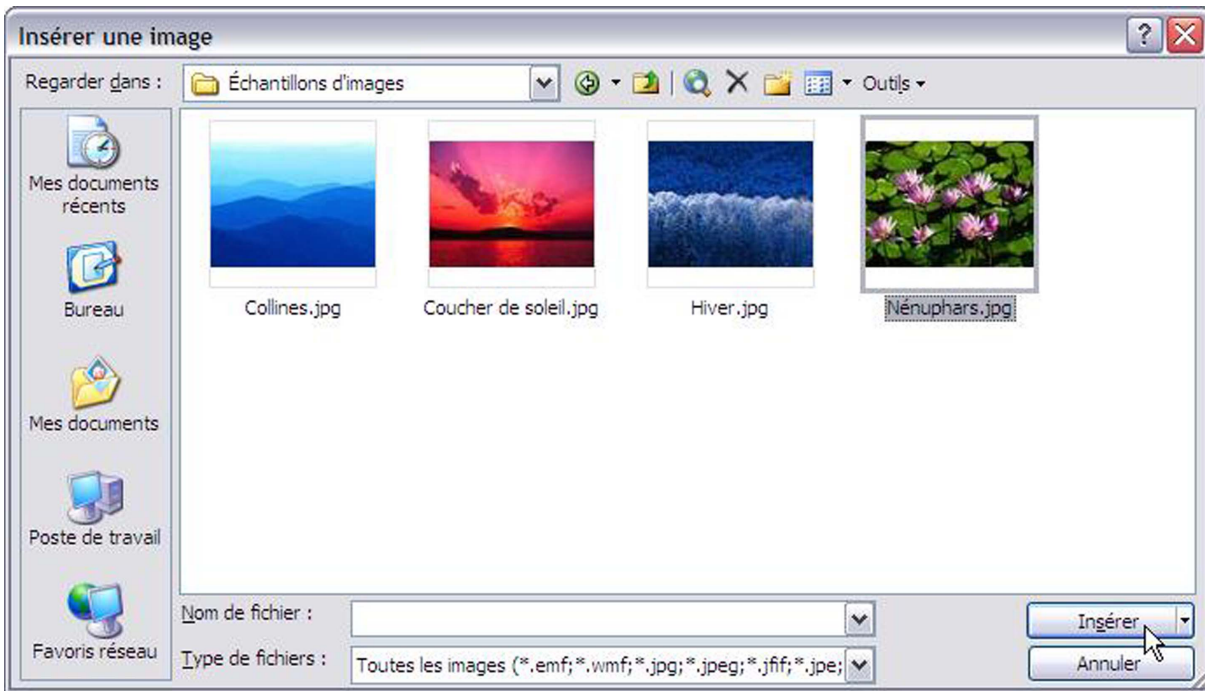 Insérer une image
Regarder dans :
Échantillons d'images
Outils
Mes documents
récents
Bureau
Mes documents
Poste de travail
Favoris réseau
Collines.jpg
Coucher de soleil.jpg
Hiver.jpg
Nénuphars.jpg
Nom de fichier :
Insérer
Type de fichiers :
Toutes les images (*.emf;*.wmf;*.jpg;*.jpeg;*.jfif;*.jpe;
Annuler